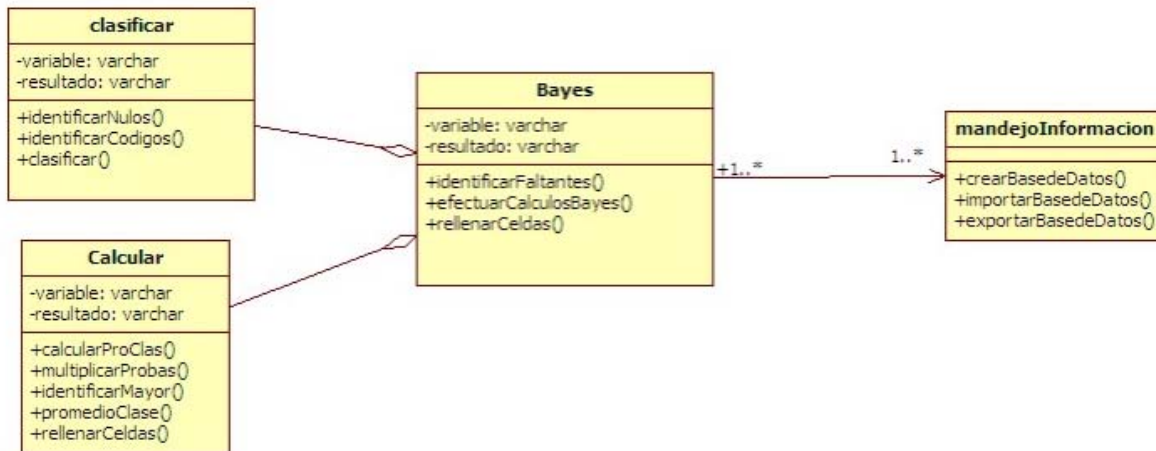 clasificar
-variable: varchar
-resultado: varchar
+identificarNulos()
+identificarCodigos()
+clasificar()
Calcular
-variable: varchar
-resultado: varchar
+calcularProClas()
+multiplicarProbas()
+identificarMayor()
+promedioClase()
+rellenarCeldas()
Bayes
-variable: varchar
-resultado: varchar
+identificarFaltantes()
+efectuarCalculosBayes()
+rellenarCeldas()
+1..*
1..*
mandejoInformacion
+crearBasedeDatos()
+importarBasedeDatos()
+exportarBasedeDatos()